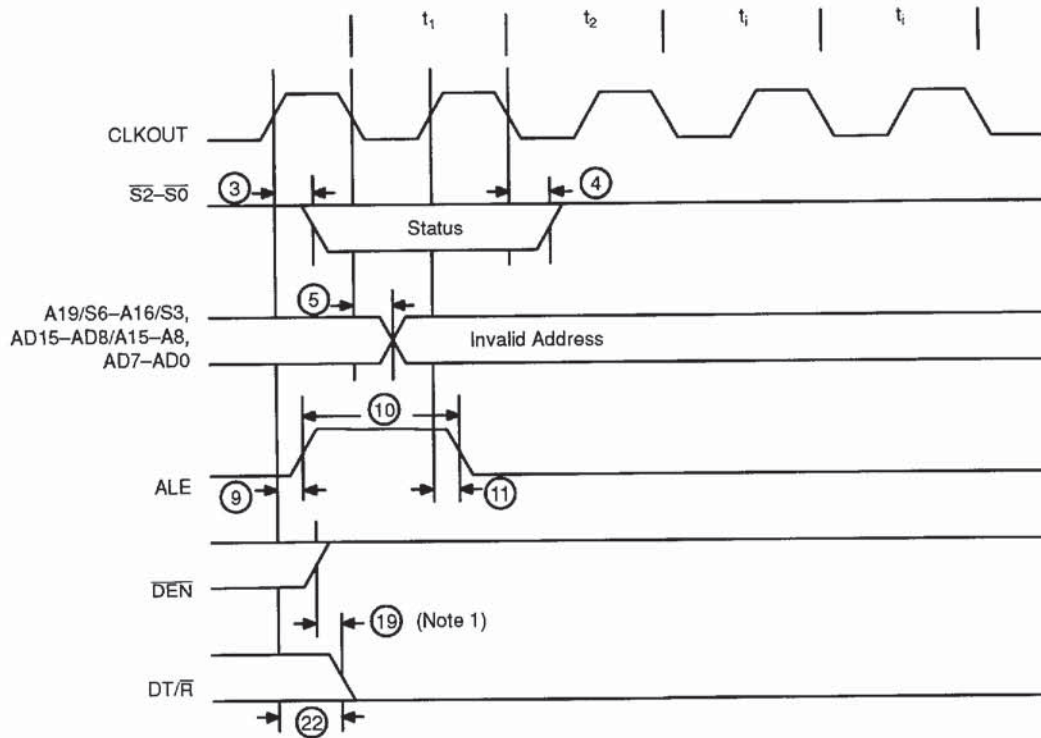 t1 t2 ti ti
CLKOUT
S2–S0
3
4
Status
5
A19/S6–A16/S3,
AD15–AD8/A15–A8,
AD7–AD0
Invalid Address
10
ALE
9
11
DEN
19 (Note 1)
DT/R
22